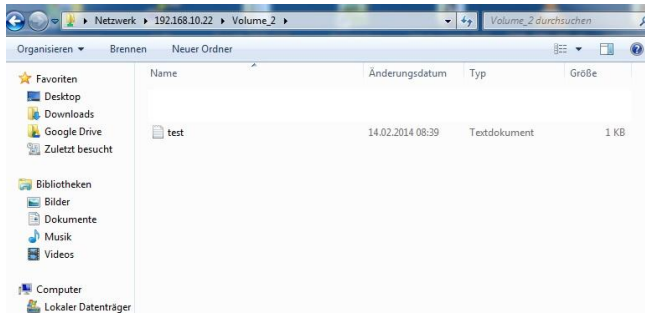 Netzwerk ▸ 192.168.10.22 ▸ Volume_2 ▸ Volume_2 durchsuchen
Organisieren Brennen Neuer Ordner
Name Änderungsdatum Typ Größe
Favoriten
Desktop
Downloads
Google Drive
test 14.02.2014 08:39 Textdokument 1 KB
Zuletzt besucht
Bibliotheken
Bilder
Dokumente
Musik
Videos
Computer
Lokaler Datenträger